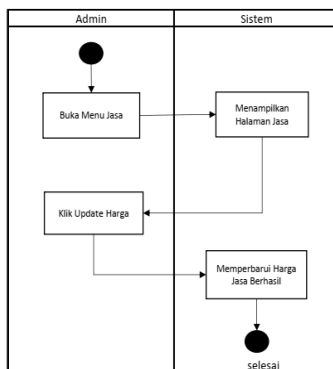 Admin
Sistem
Buka Menu Jasa
Menampilkan
Halaman Jasa
Klik Update Harga
Memperbarui Harga
Jasa Berhasil
selesai